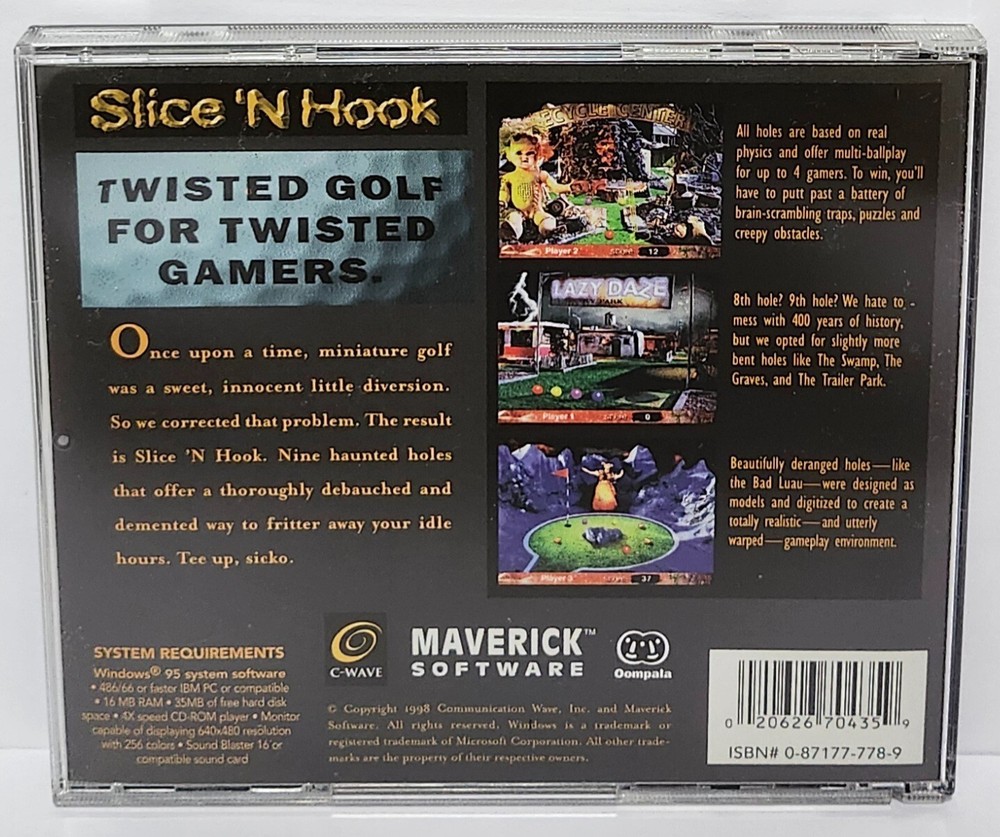 Slice 'N Hook
TWISTED GOLF
FOR TWISTED
GAMERS.
Once upon a time, miniature golf
was a sweet, innocent little diversion.
So we corrected that problem. The result
is Slice 'N Hook. Nine haunted holes
that offer a thoroughly debauched and
demented way to fritter away your idle
hours. Tee up, sicko.
RECYCLE CENTER
Player 2 Score 12
All holes are based on real
physics and offer multi-ballplay
for up to 4 gamers. To win, you'll
have to putt past a battery of
brain-scrambling traps, puzzles and
creepy obstacles.
LAZY DAZE
PARK
Player 1 Score 0
8th hole? 9th hole? We hate to
mess with 400 years of history,
but we opted for slightly more
bent holes like The Swamp, The
Graves, and The Trailer Park.
Player 3 Score 37
Beautifully deranged holes—like
the Bad Luau—were designed as
models and digitized to create a
totally realistic—and utterly
warped—gameplay environment.
SYSTEM REQUIREMENTS
Windows® 95 system software
• 486/66 or faster IBM PC or compatible
• 16 MB RAM • 35MB of free hard disk
space • 4X speed CD-ROM player • Monitor
capable of displaying 640x480 resolution
with 256 colors • Sound Blaster 16 or
compatible sound card
C-WAVE
MAVERICK™
SOFTWARE
Oompala
© Copyright 1998 Communication Wave, Inc. and Maverick
Software. All rights reserved. Windows is a trademark or
registered trademark of Microsoft Corporation. All other trade-
marks are the property of their respective owners.
0 20626 70435 9
ISBN# 0-87177-778-9